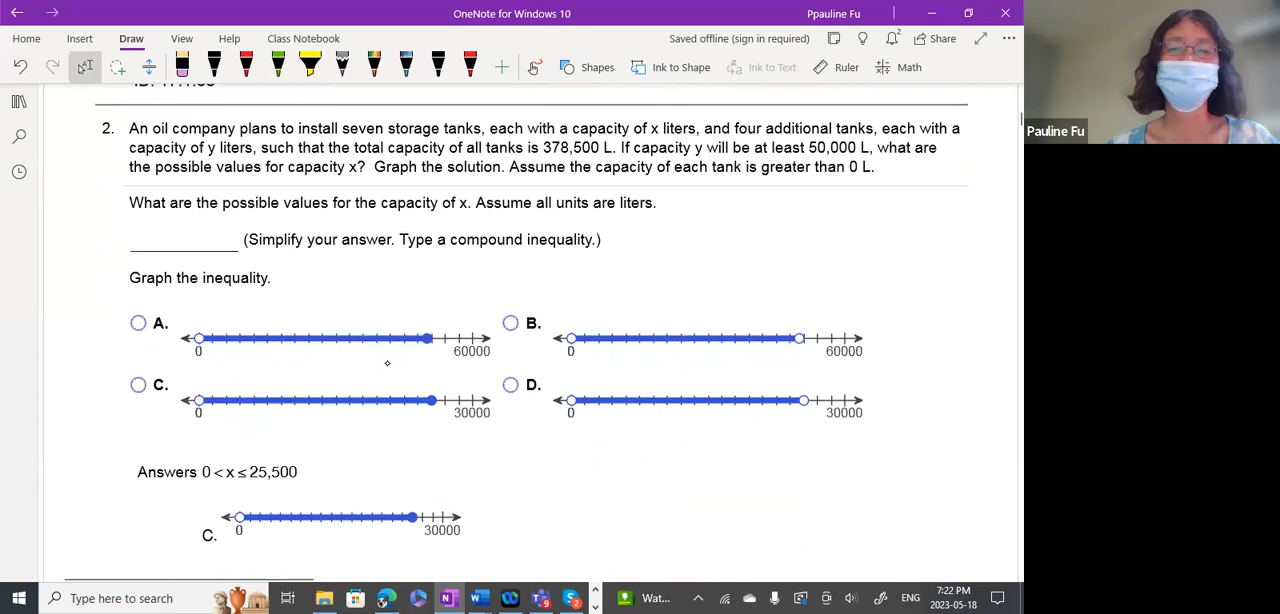 OneNote for Windows 10
Ppauline Fu
Home Insert Draw View Help Class Notebook
Saved offline (sign in required)
Share
Shapes Ink to Shape Ink to Text Ruler Math
2. An oil company plans to install seven storage tanks, each with a capacity of x liters, and four additional tanks, each with a
capacity of y liters, such that the total capacity of all tanks is 378,500 L. If capacity y will be at least 50,000 L, what are
the possible values for capacity x? Graph the solution. Assume the capacity of each tank is greater than 0 L.
What are the possible values for the capacity of x. Assume all units are liters.
(Simplify your answer. Type a compound inequality.)
Graph the inequality.
A.
0 60000
B.
0 60000
C.
0 30000
D.
0 30000
Answers 0 < x ≤ 25,500
C.
0 30000
Pauline Fu
Type here to search
Wat...
ENG
7:22 PM
2023-05-18